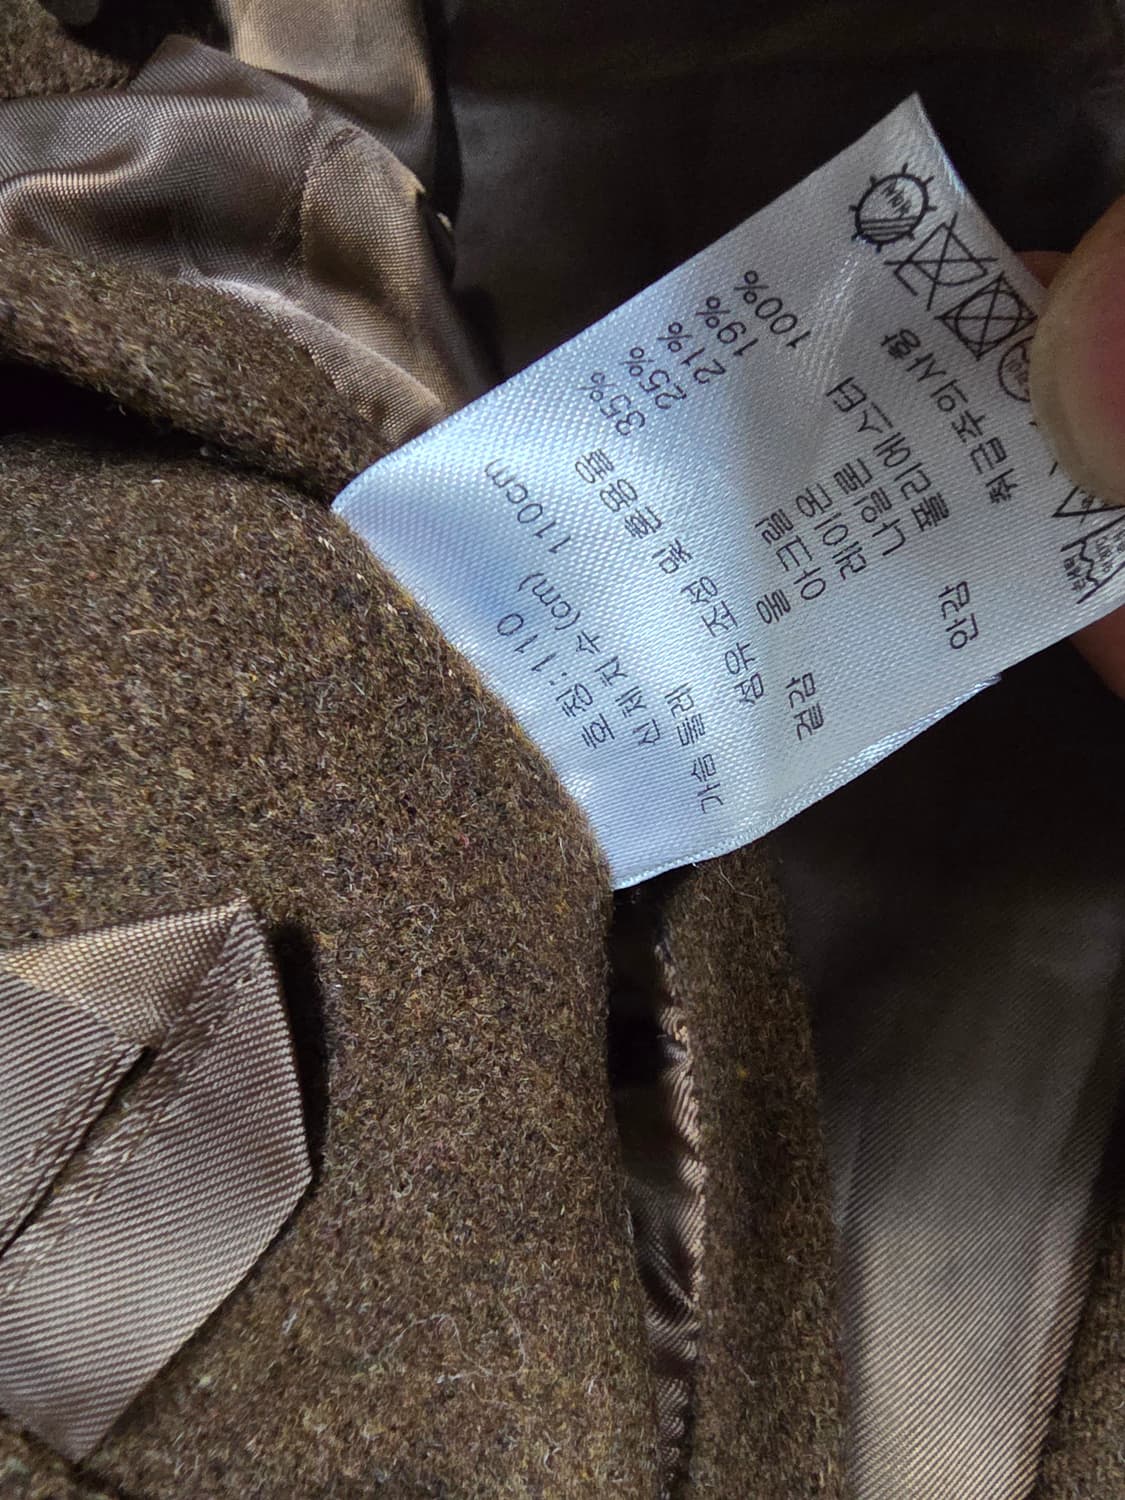 호 칭:110
신체 치수(cm)
가슴 둘레 110cm
섬유 조성 및 혼용율
겉감 울 35%
아크릴 25%
레이온 21%
나일론 19%
안감 폴리에스터 100%
취급주의사항